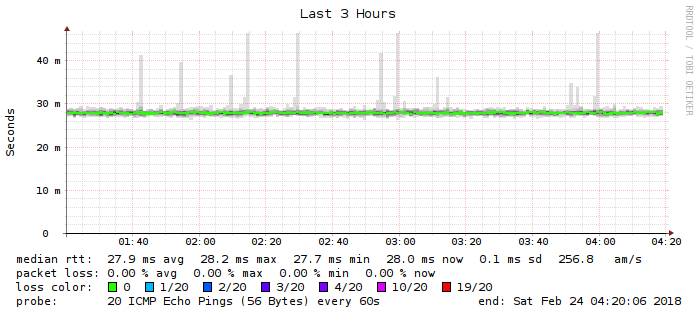 Last 3 Hours
RRDTOOL / TOBI OETIKER
Seconds
40 m
30 m
20 m
10 m
0
01:40 02:00 02:20 02:40 03:00 03:20 03:40 04:00 04:20
median rtt: 27.9 ms avg 28.2 ms max 27.7 ms min 28.0 ms now 0.1 ms sd 256.8 am/s
packet loss: 0.00 % avg 0.00 % max 0.00 % min 0.00 % now
loss color: 0 1/20 2/20 3/20 4/20 10/20 19/20
probe: 20 ICMP Echo Pings (56 Bytes) every 60s end: Sat Feb 24 04:20:06 2018